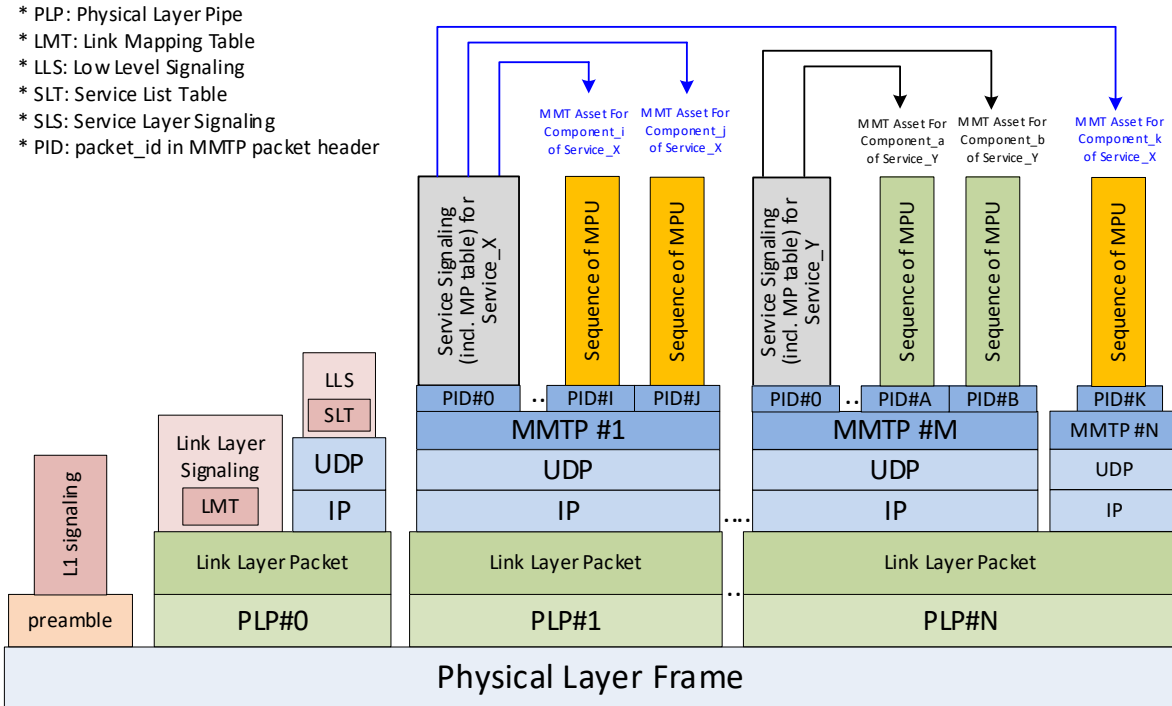 * PLP: Physical Layer Pipe
* LMT: Link Mapping Table
* LLS: Low Level Signaling
* SLT: Service List Table
* SLS: Service Layer Signaling
* PID: packet_id in MMTP packet header
MMT Asset For
Component_i
of Service_X
MMT Asset For
Component_j
of Service_X
MMT Asset For
Component_a
of Service_Y
MMT Asset For
Component_b
of Service_Y
MMT Asset For
Component_k
of Service_X
Service Signaling
(incl. MP table) for
Service_X
Sequence of MPU
Sequence of MPU
Service Signaling
(incl. MP table) for
Service_Y
Sequence of MPU
Sequence of MPU
Sequence of MPU
LLS
SLT
PID#0
..
PID#I
PID#J
PID#0
..
PID#A
PID#B
PID#K
MMTP #1
MMTP #M
MMTP #N
Link Layer
Signaling
LMT
UDP
UDP
UDP
UDP
IP
IP
....
IP
IP
L1 signaling
Link Layer Packet
Link Layer Packet
Link Layer Packet
preamble
PLP#0
PLP#1
..
PLP#N
Physical Layer Frame